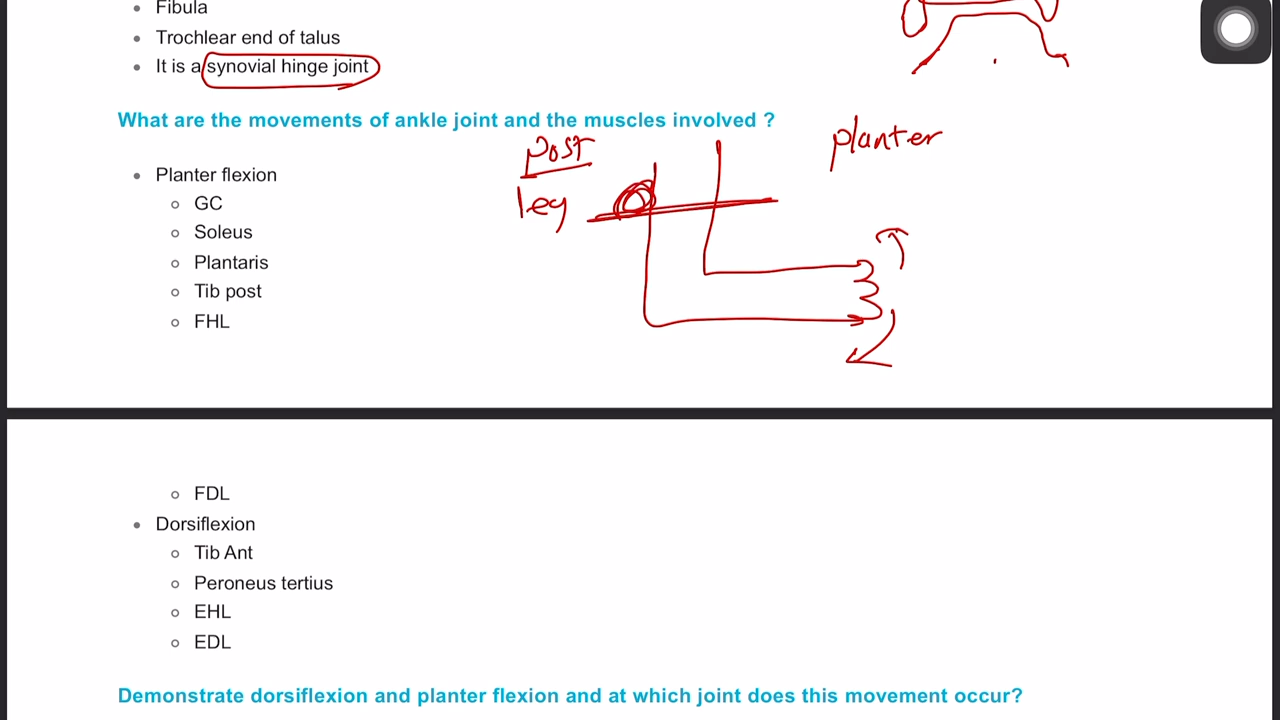 • Fibula
• Trochlear end of talus
• It is a synovial hinge joint
What are the movements of ankle joint and the muscles involved ?
post
leg
planter
• Planter flexion
○ GC
○ Soleus
○ Plantaris
○ Tib post
○ FHL
○ FDL
• Dorsiflexion
○ Tib Ant
○ Peroneus tertius
○ EHL
○ EDL
Demonstrate dorsiflexion and planter flexion and at which joint does this movement occur?